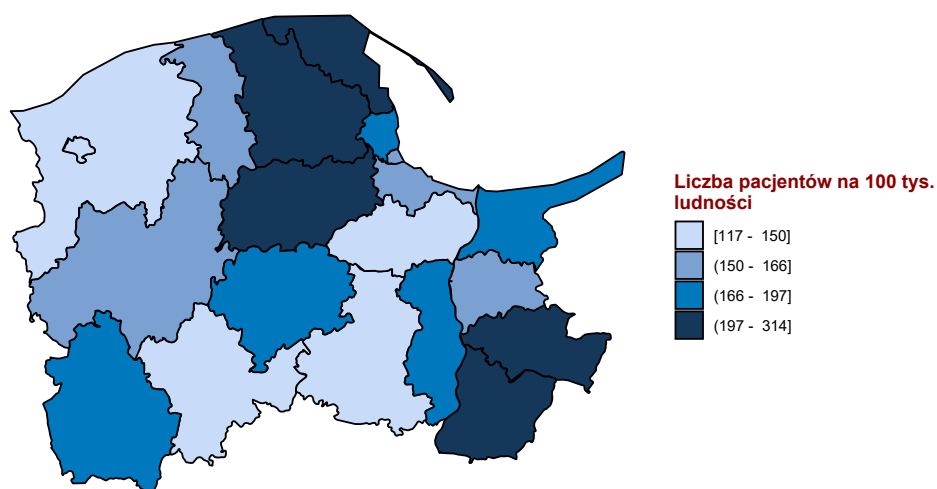 Liczba pacjentów na 100 tys.
ludności
[117 - 150]
(150 - 166]
(166 - 197]
(197 - 314]